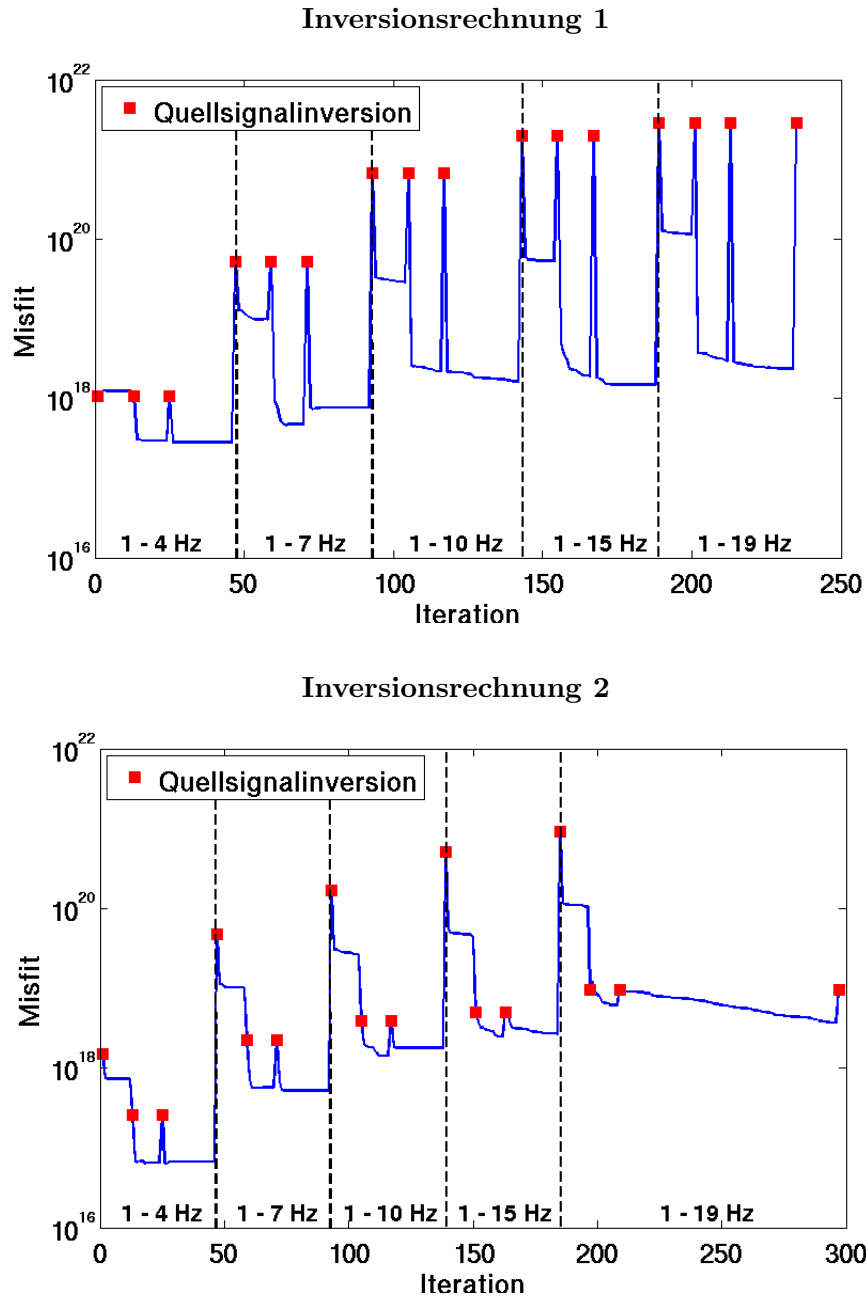 Inversionsrechnung 1
10^22
Quellsignalinversion
10^20
Misfit
10^18
10^16
1 - 4 Hz 1 - 7 Hz 1 - 10 Hz 1 - 15 Hz 1 - 19 Hz
0 50 100 150 200 250
Iteration
Inversionsrechnung 2
10^22
Quellsignalinversion
10^20
Misfit
10^18
10^16
1 - 4 Hz 1 - 7 Hz 1 - 10 Hz 1 - 15 Hz 1 - 19 Hz
0 50 100 150 200 250 300
Iteration